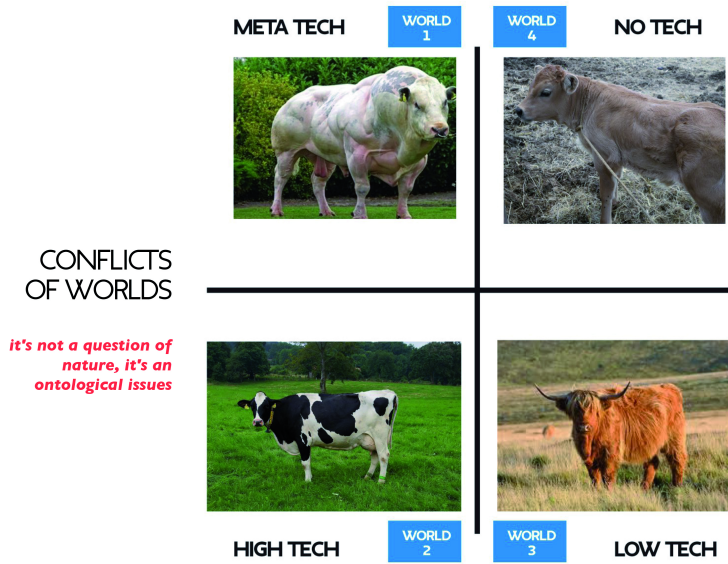 META TECH
WORLD
1
WORLD
4
NO TECH
CONFLICTS
OF WORLDS
it's not a question of
nature, it's an
ontological issues
HIGH TECH
WORLD
2
WORLD
3
LOW TECH